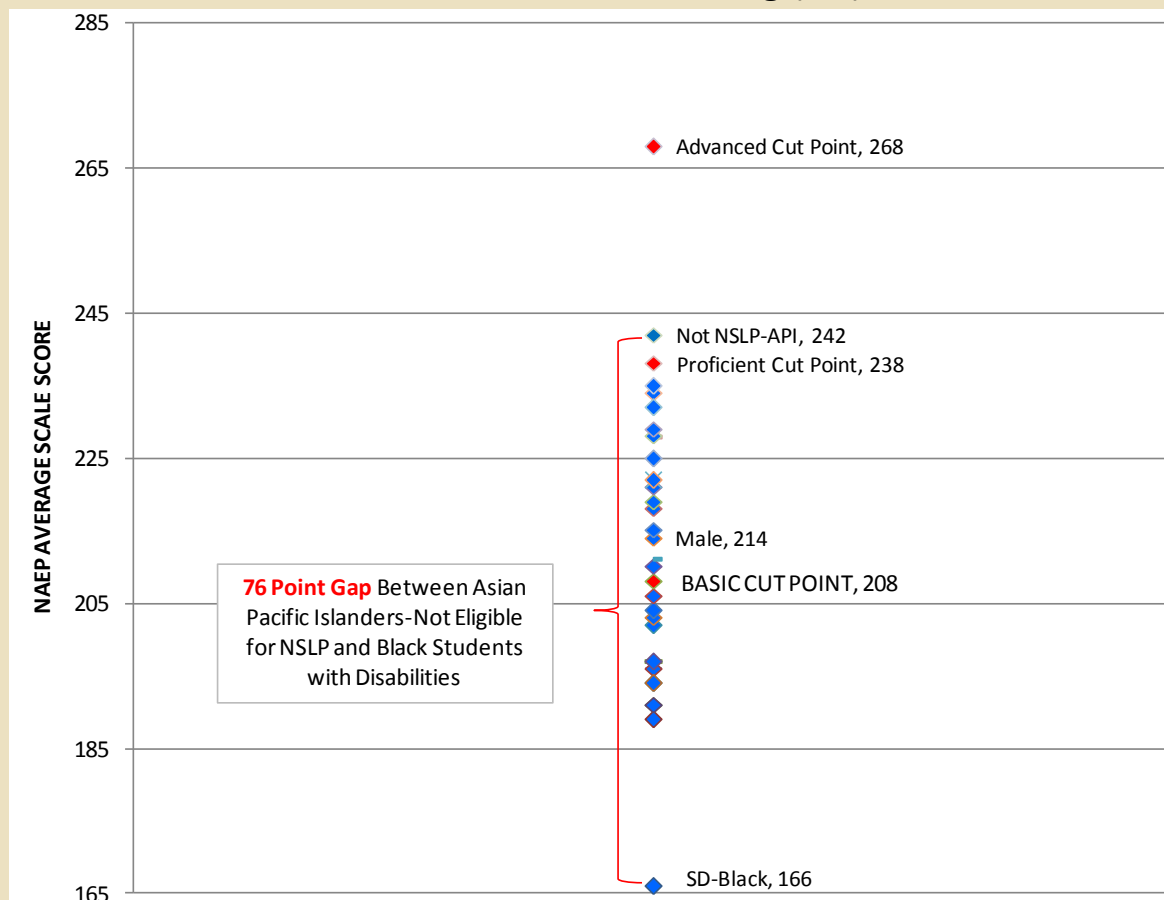 285
Advanced Cut Point, 268
265
245
Not NSLP-API, 242
Proficient Cut Point, 238
NAEP AVERAGE SCALE SCORE
225
Male, 214
BASIC CUT POINT, 208
205
76 Point Gap Between Asian
Pacific Islanders-Not Eligible
for NSLP and Black Students
with Disabilities
185
SD-Black, 166
165